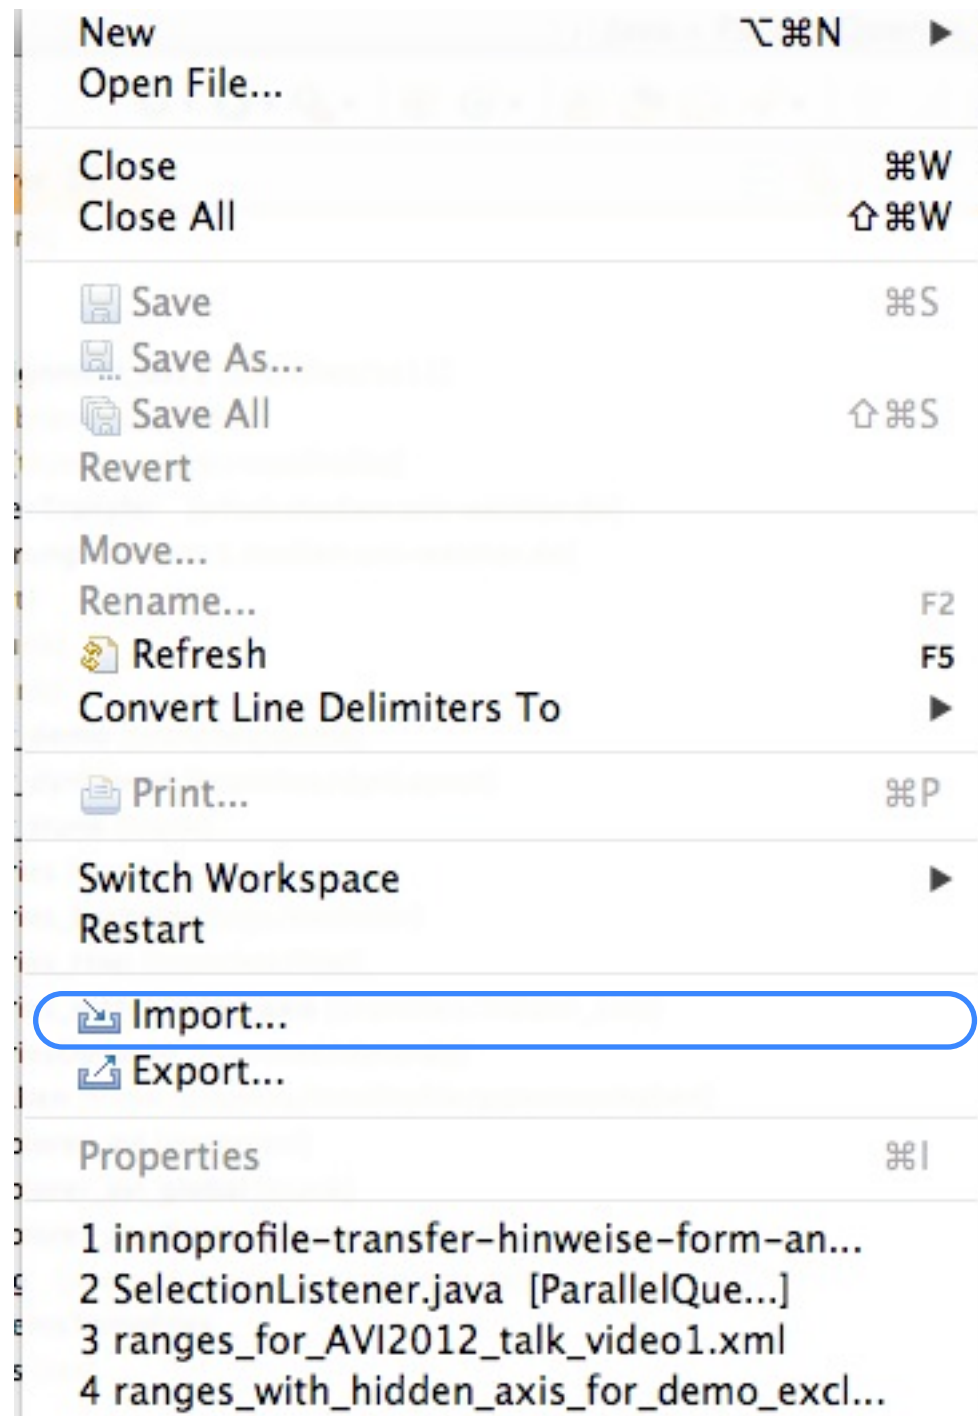 New ⌥⌘N ▶
Open File...
Close ⌘W
Close All ⇧⌘W
Save ⌘S
Save As...
Save All ⇧⌘S
Revert
Move...
Rename... F2
Refresh F5
Convert Line Delimiters To ▶
Print... ⌘P
Switch Workspace ▶
Restart
Import...
Export...
Properties ⌘I
1 innoprofile-transfer-hinweise-form-an...
2 SelectionListener.java [ParallelQue...]
3 ranges_for_AVI2012_talk_video1.xml
4 ranges_with_hidden_axis_for_demo_excl...